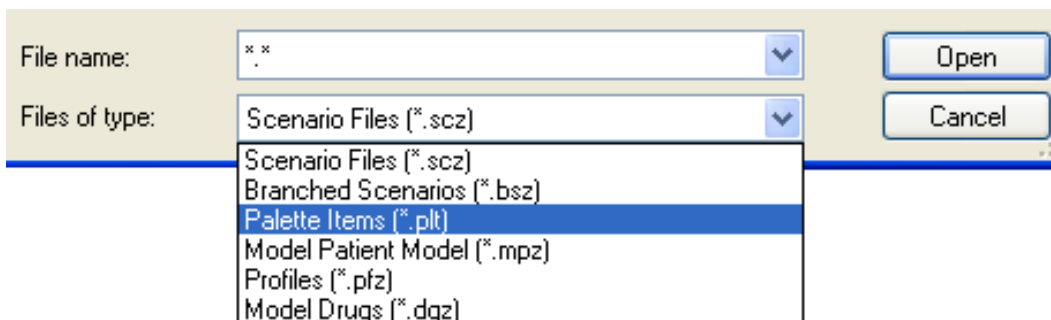 File name: *.* Open
Files of type: Scenario Files (*.scz) Cancel
Scenario Files (*.scz)
Branched Scenarios (*.bsz)
Palette Items (*.plt)
Model Patient Model (*.mpz)
Profiles (*.pfz)
Model Drugs (*.dgz)